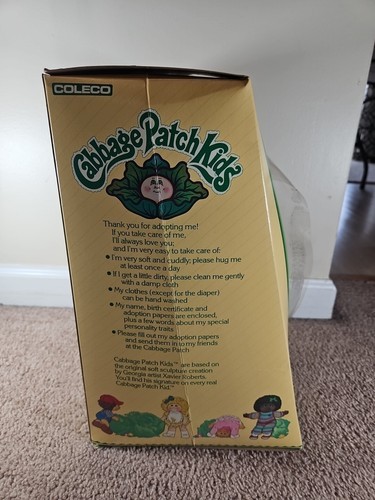 COLECO
Cabbage Patch Kids
Thank you for adopting me!
If you take care of me,
I'll always love you;
and I'm very easy to take care of:
• I'm very soft and cuddly; please hug me
at least once a day
• If I get a little dirty, please clean me gently
with a damp cloth
• My clothes (except for the diaper)
can be hand washed
• My name, birth certificate and
adoption papers are enclosed,
plus a few words about my special
personality traits
• Please fill out my adoption papers
and send them in to my friends
at the Cabbage Patch
Cabbage Patch Kids™ are based on
the original soft sculpture creation
by Georgia artist Xavier Roberts.
You'll find his signature on every real
Cabbage Patch Kid.™